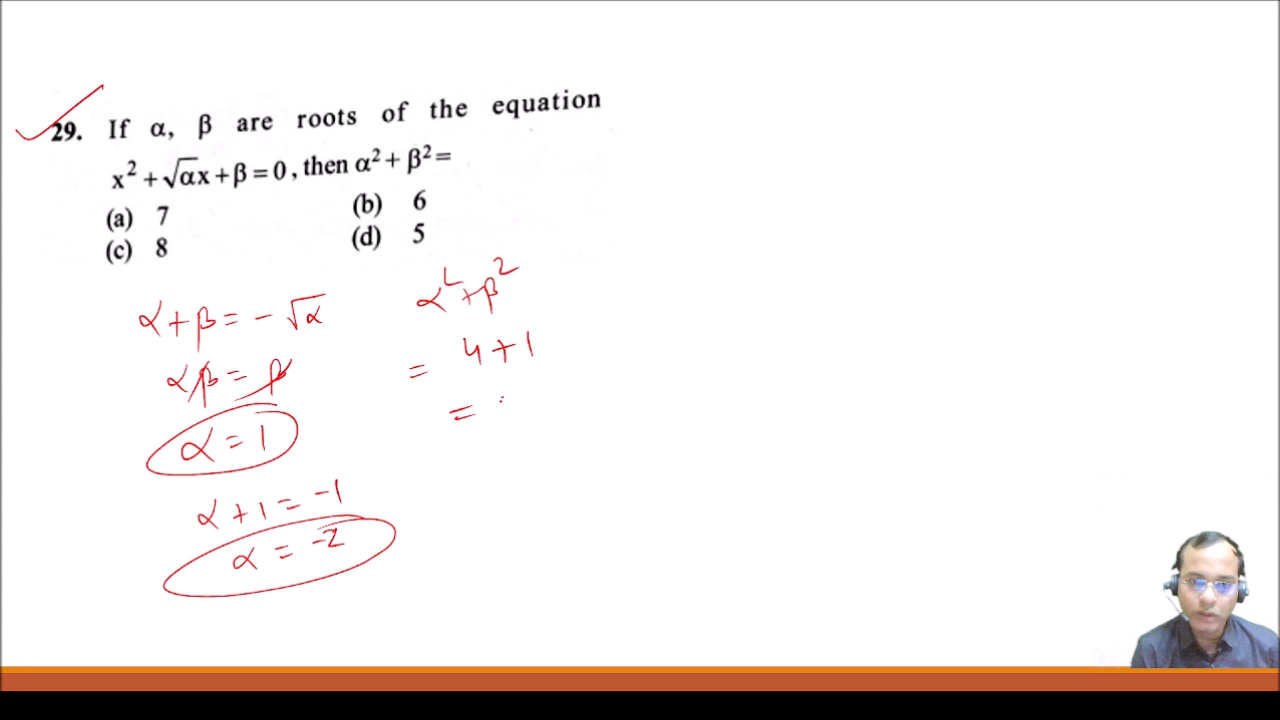 29. If α, β are roots of the equation
x² + √αx + β = 0, then α² + β² =
(a) 7 (b) 6
(c) 8 (d) 5
α + β = - √α
αβ = β
α = 1
α + 1 = -1
α = -2
α² + β²
= 4 + 1
=